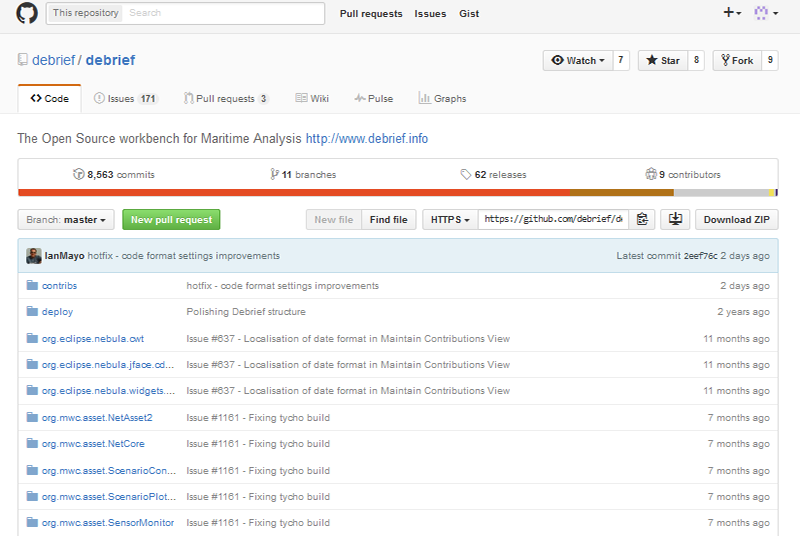 This repository Search Pull requests Issues Gist
debrief / debrief Watch 7 Star 8 Fork 9
Code Issues 171 Pull requests 3 Wiki Pulse Graphs
The Open Source workbench for Maritime Analysis http://www.debrief.info
8,563 commits 11 branches 62 releases 9 contributors
Branch: master New pull request New file Find file HTTPS https://github.com/debrief/de Download ZIP
IanMayo hotfix - code format settings improvements Latest commit 2eef76c 2 days ago
contribs hotfix - code format settings improvements 2 days ago
deploy Polishing Debrief structure 2 years ago
org.eclipse.nebula.cwt Issue #637 - Localisation of date format in Maintain Contributions View 11 months ago
org.eclipse.nebula.jface.cd... Issue #637 - Localisation of date format in Maintain Contributions View 11 months ago
org.eclipse.nebula.widgets.... Issue #637 - Localisation of date format in Maintain Contributions View 11 months ago
org.mwc.asset.NetAsset2 Issue #1161 - Fixing tycho build 7 months ago
org.mwc.asset.NetCore Issue #1161 - Fixing tycho build 7 months ago
org.mwc.asset.ScenarioCon... Issue #1161 - Fixing tycho build 7 months ago
org.mwc.asset.ScenarioPlot... Issue #1161 - Fixing tycho build 7 months ago
org.mwc.asset.SensorMonitor Issue #1161 - Fixing tycho build 7 months ago